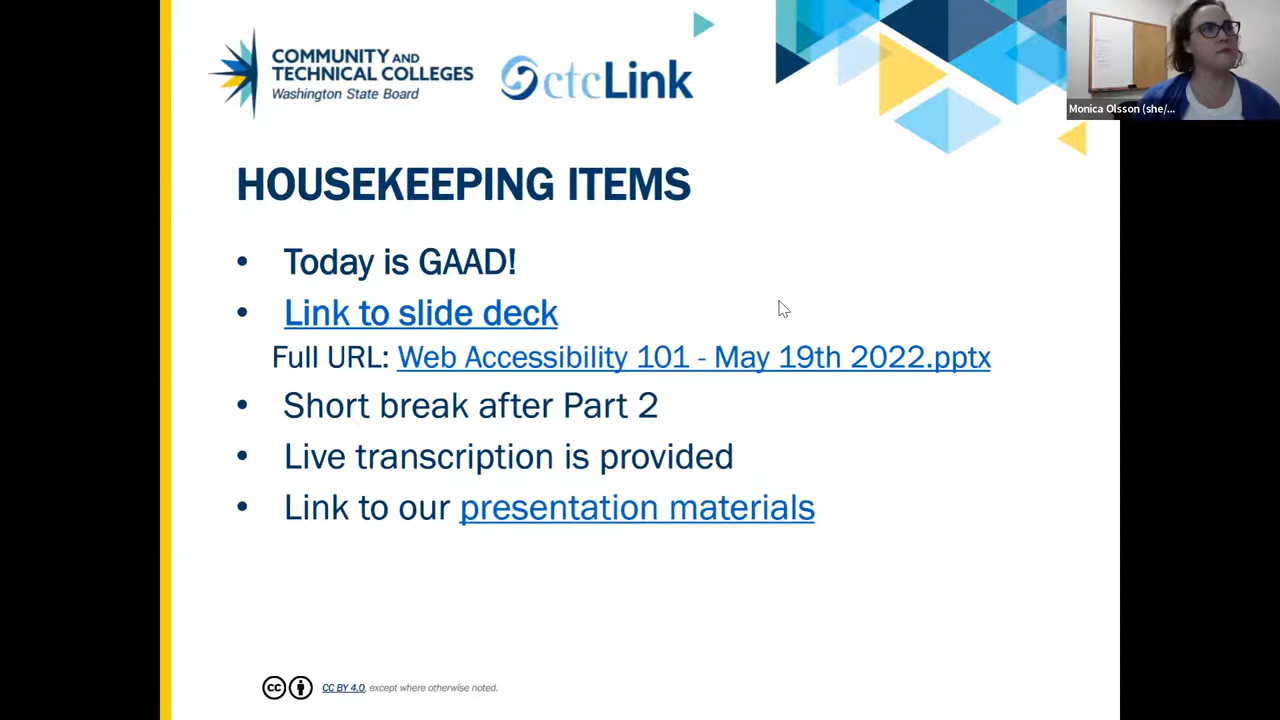 COMMUNITY AND
TECHNICAL COLLEGES
Washington State Board
ctcLink
Monica Olsson (she/...
HOUSEKEEPING ITEMS
• Today is GAAD!
• Link to slide deck
Full URL: Web Accessibility 101 - May 19th 2022.pptx
• Short break after Part 2
• Live transcription is provided
• Link to our presentation materials
cc CC BY 4.0, except where otherwise noted.